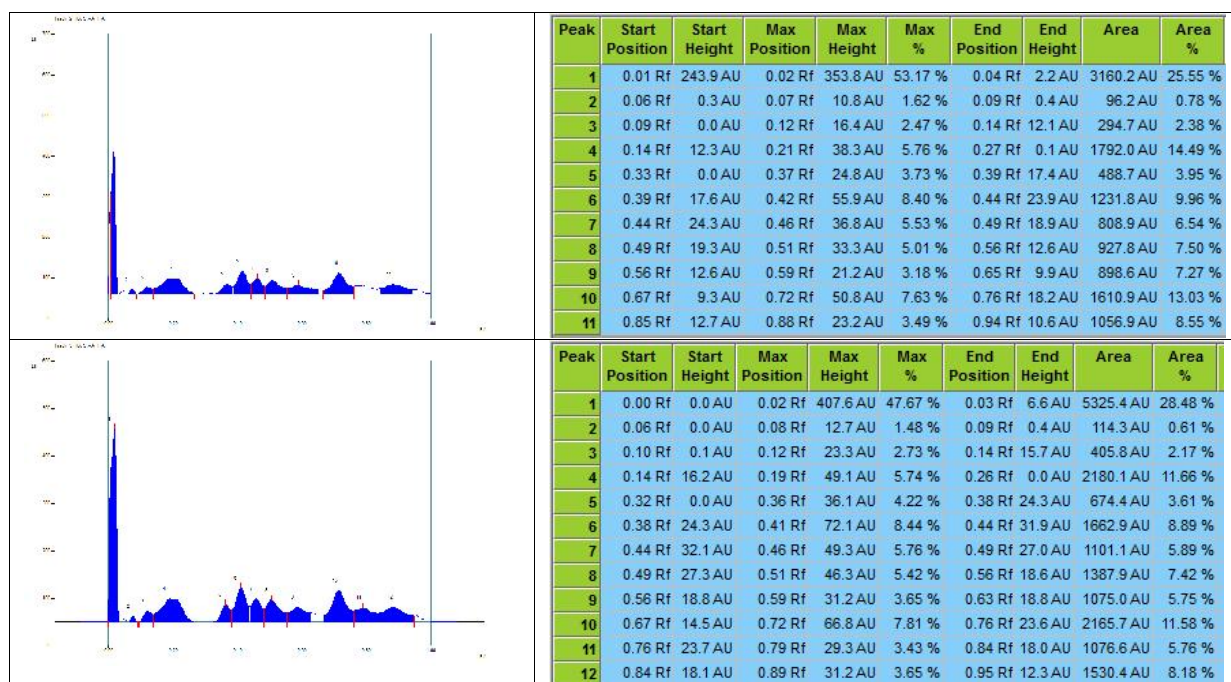 Peak Start Position Start Height Max Position Max Height Max % End Position End Height Area Area %
1 0.01 Rf 243.9 AU 0.02 Rf 353.8 AU 53.17 % 0.04 Rf 2.2 AU 3160.2 AU 25.55 %
2 0.06 Rf 0.3 AU 0.07 Rf 10.8 AU 1.62 % 0.09 Rf 0.4 AU 96.2 AU 0.78 %
3 0.09 Rf 0.0 AU 0.12 Rf 16.4 AU 2.47 % 0.14 Rf 12.1 AU 294.7 AU 2.38 %
4 0.14 Rf 12.3 AU 0.21 Rf 38.3 AU 5.76 % 0.27 Rf 0.1 AU 1792.0 AU 14.49 %
5 0.33 Rf 0.0 AU 0.37 Rf 24.8 AU 3.73 % 0.39 Rf 17.4 AU 488.7 AU 3.95 %
6 0.39 Rf 17.6 AU 0.42 Rf 55.9 AU 8.40 % 0.44 Rf 23.9 AU 1231.8 AU 9.96 %
7 0.44 Rf 24.3 AU 0.46 Rf 36.8 AU 5.53 % 0.49 Rf 18.9 AU 808.9 AU 6.54 %
8 0.49 Rf 19.3 AU 0.51 Rf 33.3 AU 5.01 % 0.56 Rf 12.6 AU 927.8 AU 7.50 %
9 0.56 Rf 12.6 AU 0.59 Rf 21.2 AU 3.18 % 0.65 Rf 9.9 AU 898.6 AU 7.27 %
10 0.67 Rf 9.3 AU 0.72 Rf 50.8 AU 7.63 % 0.76 Rf 18.2 AU 1610.9 AU 13.03 %
11 0.85 Rf 12.7 AU 0.88 Rf 23.2 AU 3.49 % 0.94 Rf 10.6 AU 1056.9 AU 8.55 %
Peak Start Position Start Height Max Position Max Height Max % End Position End Height Area Area %
1 0.00 Rf 0.0 AU 0.02 Rf 407.6 AU 47.67 % 0.03 Rf 6.6 AU 5325.4 AU 28.48 %
2 0.06 Rf 0.0 AU 0.08 Rf 12.7 AU 1.48 % 0.09 Rf 0.4 AU 114.3 AU 0.61 %
3 0.10 Rf 0.1 AU 0.12 Rf 23.3 AU 2.73 % 0.14 Rf 15.7 AU 405.8 AU 2.17 %
4 0.14 Rf 16.2 AU 0.19 Rf 49.1 AU 5.74 % 0.26 Rf 0.0 AU 2180.1 AU 11.66 %
5 0.32 Rf 0.0 AU 0.36 Rf 36.1 AU 4.22 % 0.38 Rf 24.3 AU 674.4 AU 3.61 %
6 0.38 Rf 24.3 AU 0.41 Rf 72.1 AU 8.44 % 0.44 Rf 31.9 AU 1662.9 AU 8.89 %
7 0.44 Rf 32.1 AU 0.46 Rf 49.3 AU 5.76 % 0.49 Rf 27.0 AU 1101.1 AU 5.89 %
8 0.49 Rf 27.3 AU 0.51 Rf 46.3 AU 5.42 % 0.56 Rf 18.6 AU 1387.9 AU 7.42 %
9 0.56 Rf 18.8 AU 0.59 Rf 31.2 AU 3.65 % 0.63 Rf 18.8 AU 1075.0 AU 5.75 %
10 0.67 Rf 14.5 AU 0.72 Rf 66.8 AU 7.81 % 0.76 Rf 23.6 AU 2165.7 AU 11.58 %
11 0.76 Rf 23.7 AU 0.79 Rf 29.3 AU 3.43 % 0.84 Rf 18.0 AU 1076.6 AU 5.76 %
12 0.84 Rf 18.1 AU 0.89 Rf 31.2 AU 3.65 % 0.95 Rf 12.3 AU 1530.4 AU 8.18 %